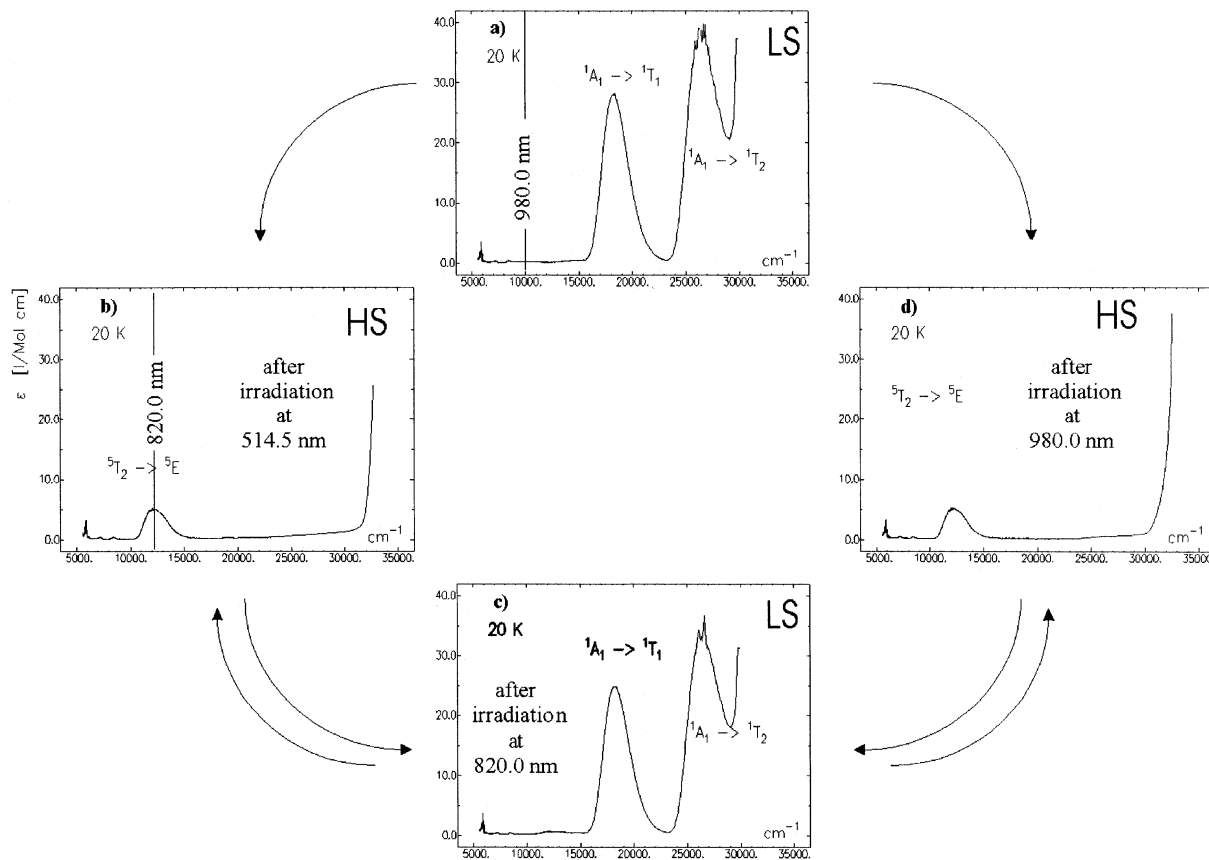 a)
LS
40.0
20 K
¹A₁ -> ¹T₁
30.0
980.0 nm
20.0
¹A₁ -> ¹T₂
10.0
0.0
cm⁻¹
5000. 10000. 15000. 20000. 25000. 30000. 35000.
b)
HS
40.0
20 K
820.0 nm
after
irradiation
at
514.5 nm
30.0
ε [l/Mol cm]
20.0
⁵T₂ -> ⁵E
10.0
0.0
cm⁻¹
5000. 10000. 15000. 20000. 25000. 30000. 35000.
d)
HS
40.0
20 K
after
irradiation
at
980.0 nm
30.0
⁵T₂ -> ⁵E
20.0
10.0
0.0
cm⁻¹
5000. 10000. 15000. 20000. 25000. 30000. 35000.
c)
LS
40.0
20 K
¹A₁ -> ¹T₁
30.0
after
irradiation
at
820.0 nm
20.0
¹A₁ -> ¹T₂
10.0
0.0
cm⁻¹
5000. 10000. 15000. 20000. 25000. 30000. 35000.